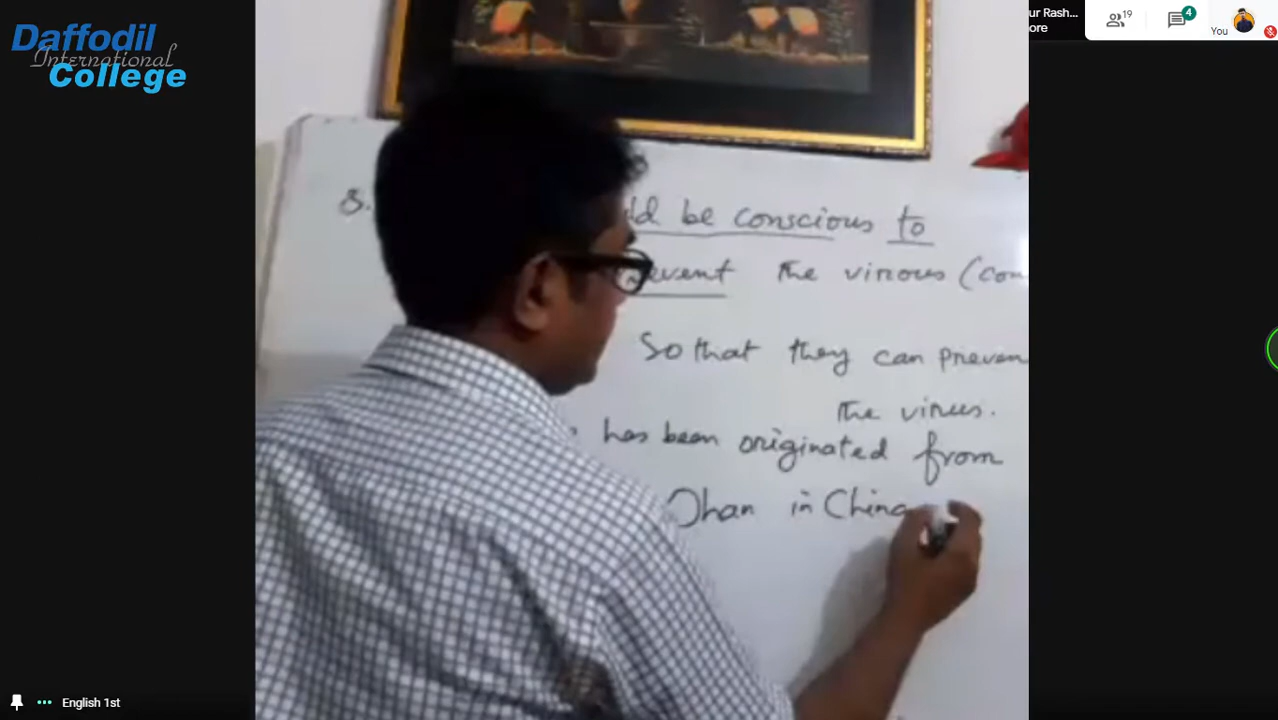 Daffodil
International
College
ur Rash...
ore
19
4
You
8. ld be conscious to
event the virous (con
So that they can preven
the virus.
has been originated from
Ohan in China
English 1st